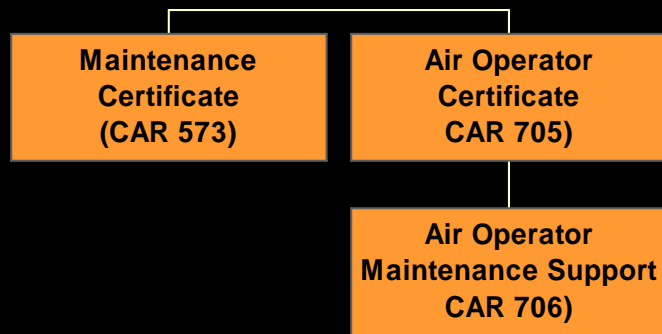 Maintenance
Certificate
(CAR 573)
Air Operator
Certificate
CAR 705)
Air Operator
Maintenance Support
CAR 706)